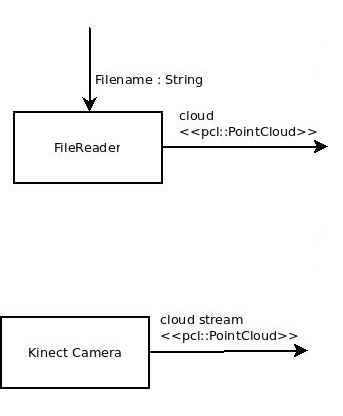 Filename : String
cloud
<<pcl::PointCloud>>
FileReader
cloud stream
<<pcl::PointCloud>>
Kinect Camera